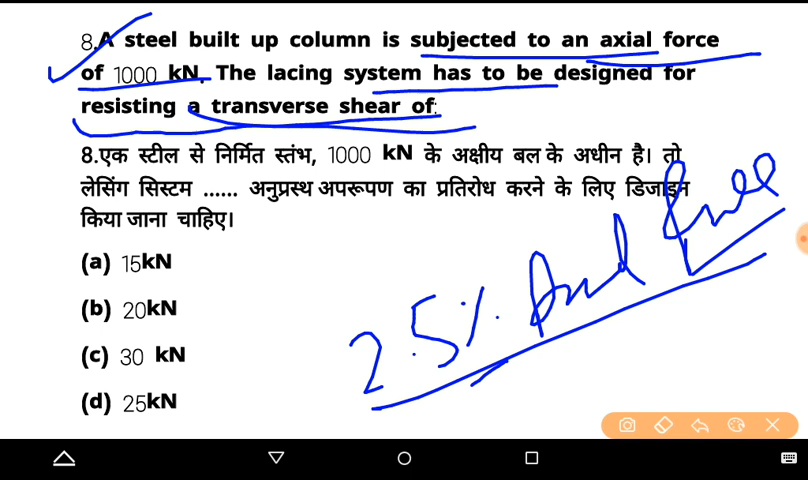 8.A steel built up column is subjected to an axial force
of 1000 kN. The lacing system has to be designed for
resisting a transverse shear of:
8.एक स्टील से निर्मित स्तंभ, 1000 kN के अक्षीय बल के अधीन है। तो
लेसिंग सिस्टम ...... अनुप्रस्थ अपरूपण का प्रतिरोध करने के लिए डिजाइन
किया जाना चाहिए।
(a) 15kN
(b) 20kN
(c) 30 kN
(d) 25kN
2.5%